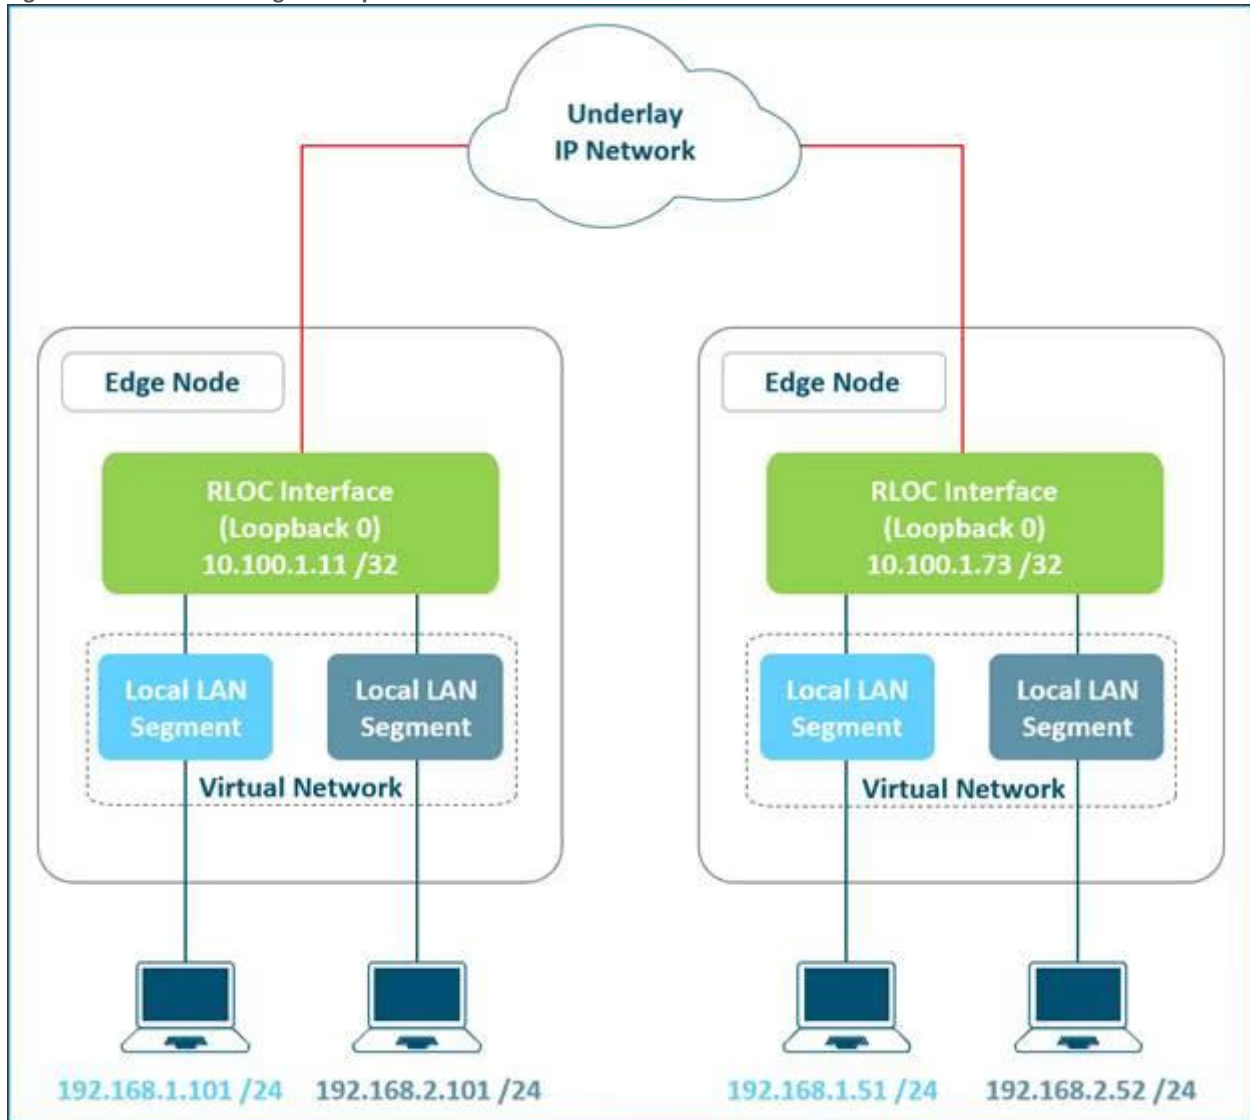 Underlay
IP Network
Edge Node
Edge Node
RLOC Interface
(Loopback 0)
10.100.1.11 /32
RLOC Interface
(Loopback 0)
10.100.1.73 /32
Local LAN
Segment
Local LAN
Segment
Virtual Network
Local LAN
Segment
Local LAN
Segment
Virtual Network
192.168.1.101 /24
192.168.2.101 /24
192.168.1.51 /24
192.168.2.52 /24